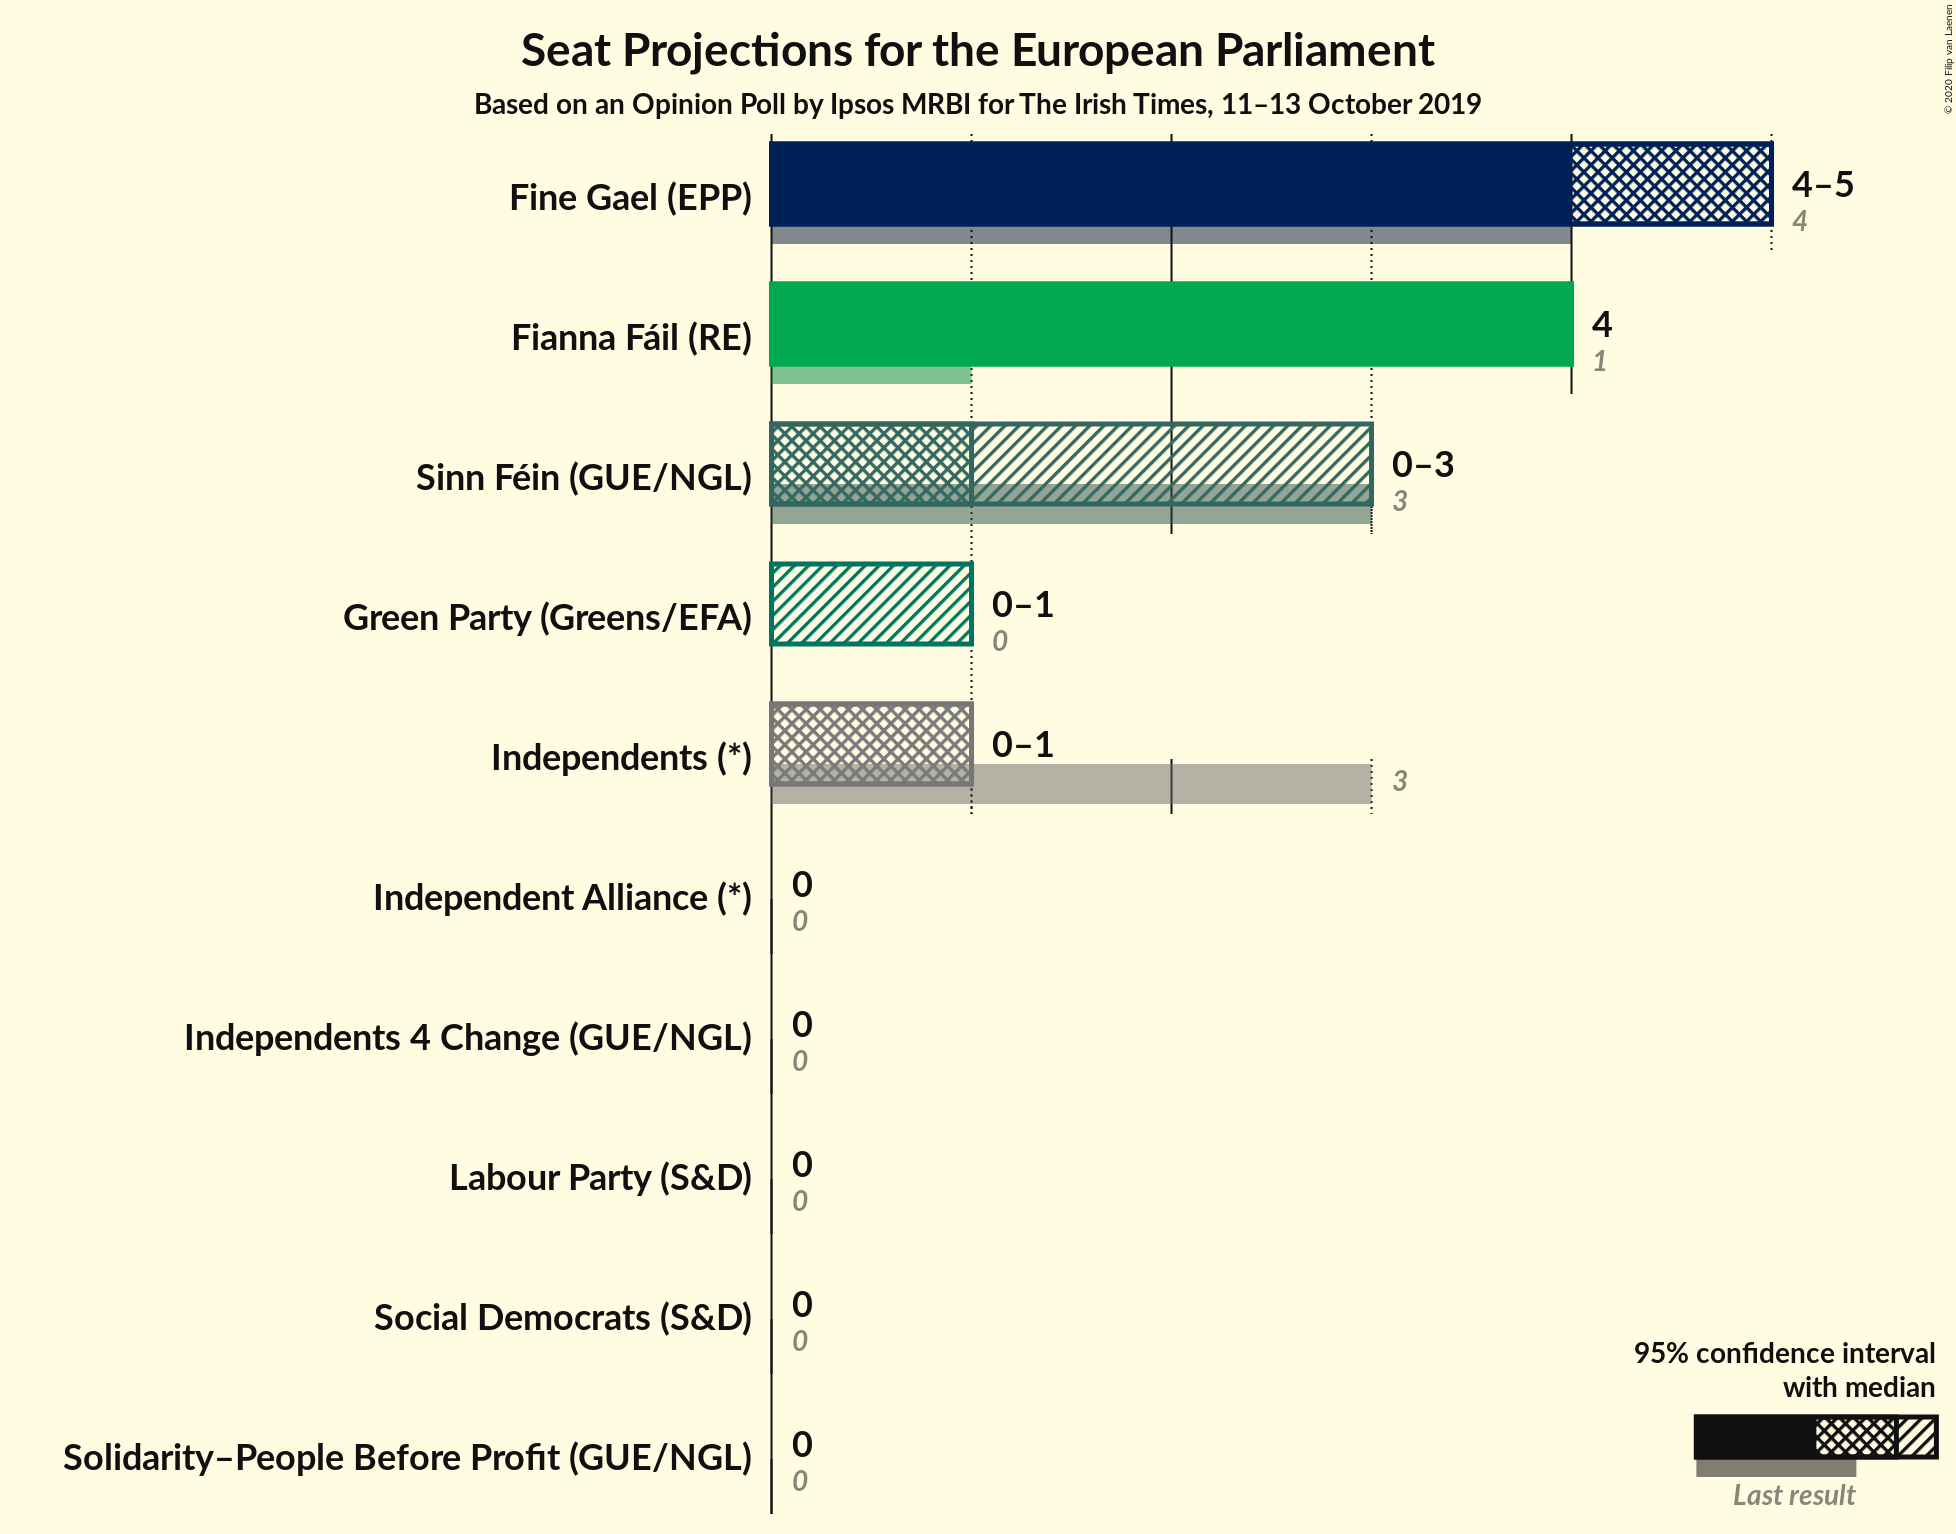 Seat Projections for the European Parliament
Based on an Opinion Poll by Ipsos MRBI for The Irish Times, 11–13 October 2019
© 2020 Filip van Laenen
Fine Gael (EPP)
4–5
4
Fianna Fáil (RE)
4
1
Sinn Féin (GUE/NGL)
0–3
3
Green Party (Greens/EFA)
0–1
0
Independents (*)
0–1
3
Independent Alliance (*)
0
0
Independents 4 Change (GUE/NGL)
0
0
Labour Party (S&D)
0
0
Social Democrats (S&D)
0
0
Solidarity–People Before Profit (GUE/NGL)
0
0
95% confidence interval
with median
Last result